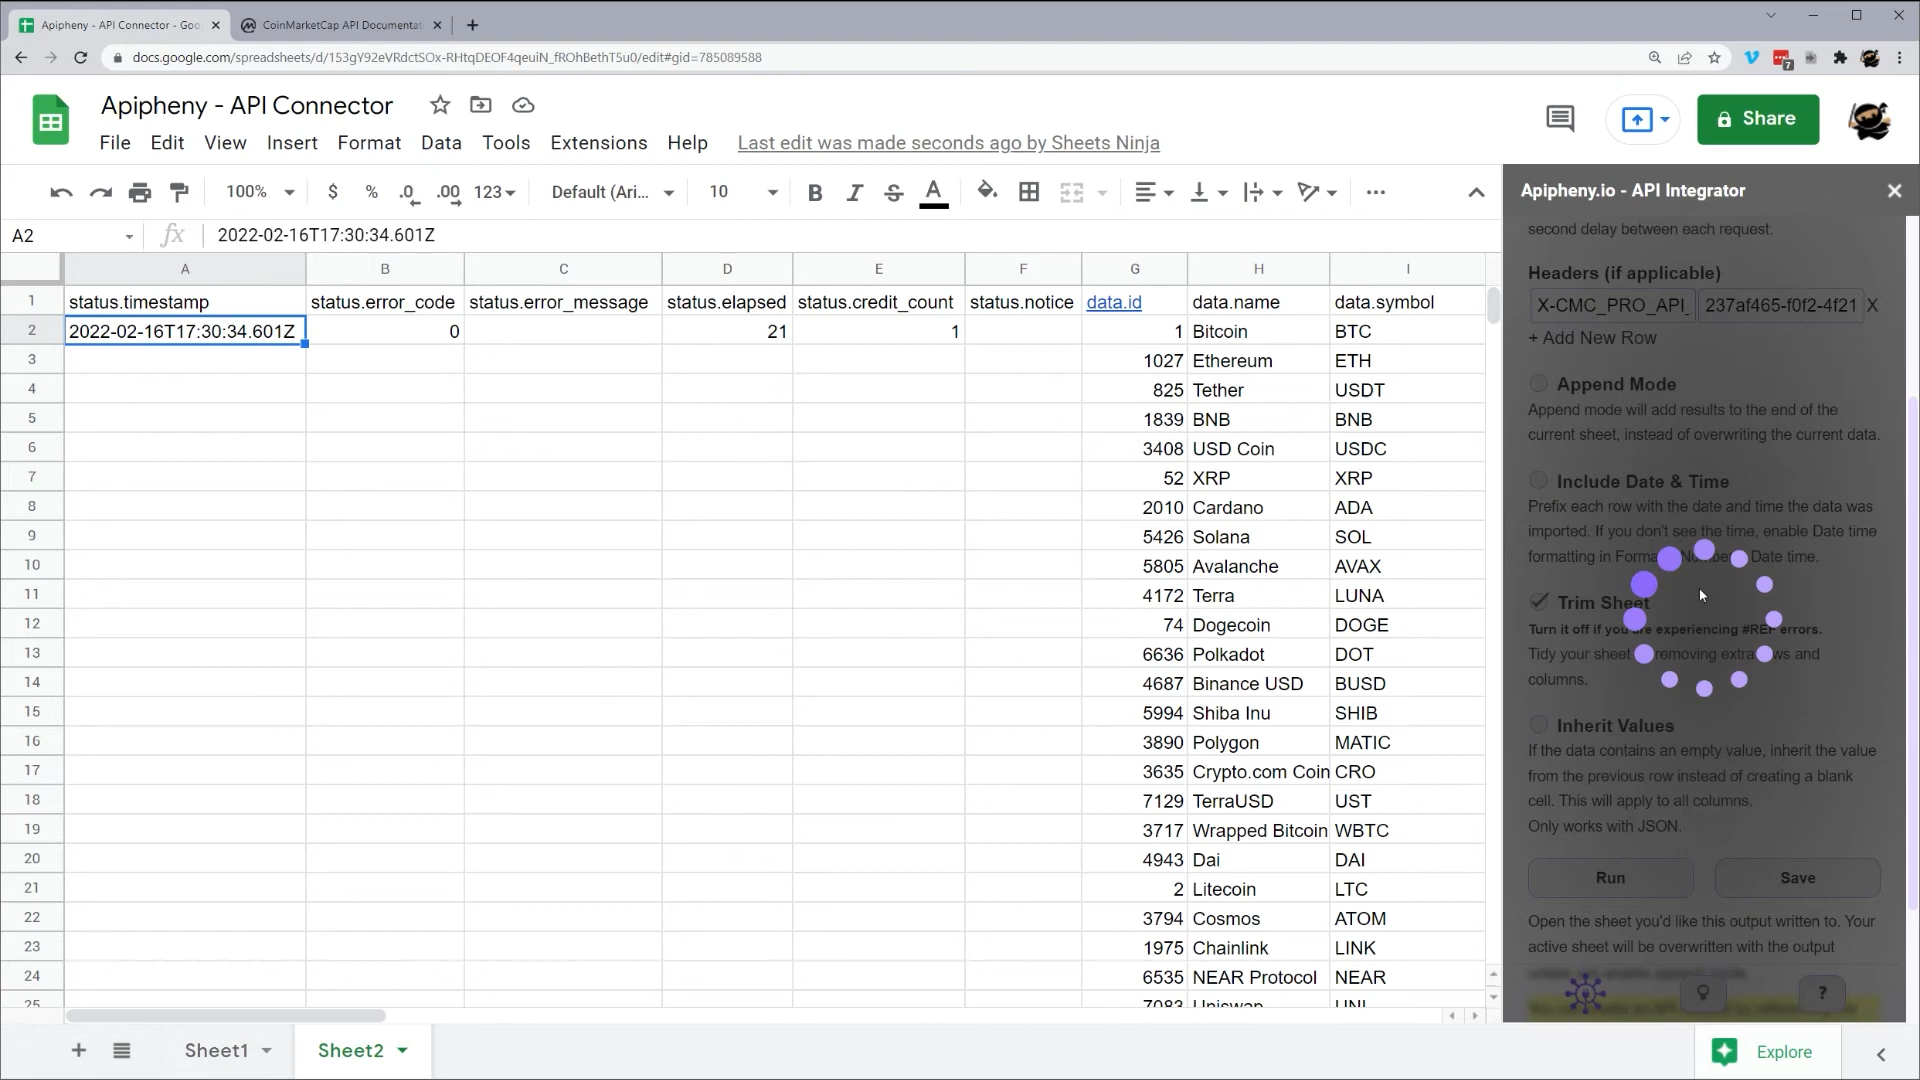 Apipheny - API Connector - Goo
CoinMarketCap API Documentat
docs.google.com/spreadsheets/d/153gY92eVRdctSOx-RHtqDEOF4qeuiN_fROhBethT5u0/edit#gid=785089588
7
Apipheny - API Connector
Share
File Edit View Insert Format Data Tools Extensions Help Last edit was made seconds ago by Sheets Ninja
100% $ % .0 .00 123 Default (Ari... 10 B I S A
Apipheny.io - API Integrator
A2 fx 2022-02-16T17:30:34.601Z
A B C D E F G H I
1 status.timestamp status.error_code status.error_message status.elapsed status.credit_count status.notice data.id data.name data.symbol
2 2022-02-16T17:30:34.601Z 0 21 1 1 Bitcoin BTC
3 1027 Ethereum ETH
4 825 Tether USDT
5 1839 BNB BNB
6 3408 USD Coin USDC
7 52 XRP XRP
8 2010 Cardano ADA
9 5426 Solana SOL
10 5805 Avalanche AVAX
11 4172 Terra LUNA
12 74 Dogecoin DOGE
13 6636 Polkadot DOT
14 4687 Binance USD BUSD
15 5994 Shiba Inu SHIB
16 3890 Polygon MATIC
17 3635 Crypto.com Coin CRO
18 7129 TerraUSD UST
19 3717 Wrapped Bitcoin WBTC
20 4943 Dai DAI
21 2 Litecoin LTC
22 3794 Cosmos ATOM
23 1975 Chainlink LINK
24 6535 NEAR Protocol NEAR
25 7083 Uniswap UNI
second delay between each request.
Headers (if applicable)
X-CMC_PRO_API_ 237af465-f0f2-4f21 X
+ Add New Row
Append Mode
Append mode will add results to the end of the
current sheet, instead of overwriting the current data.
Include Date & Time
Prefix each row with the date and time the data was
imported. If you don't see the time, enable Date time
formatting in Format Number Date time.
Trim Sheet
Turn it off if you are experiencing #REF errors.
Tidy your sheet removing extra rows and
columns.
Inherit Values
If the data contains an empty value, inherit the value
from the previous row instead of creating a blank
cell. This will apply to all columns.
Only works with JSON.
Run Save
Open the sheet you'd like this output written to. Your
active sheet will be overwritten with the output
?
Sheet1 Sheet2
Explore